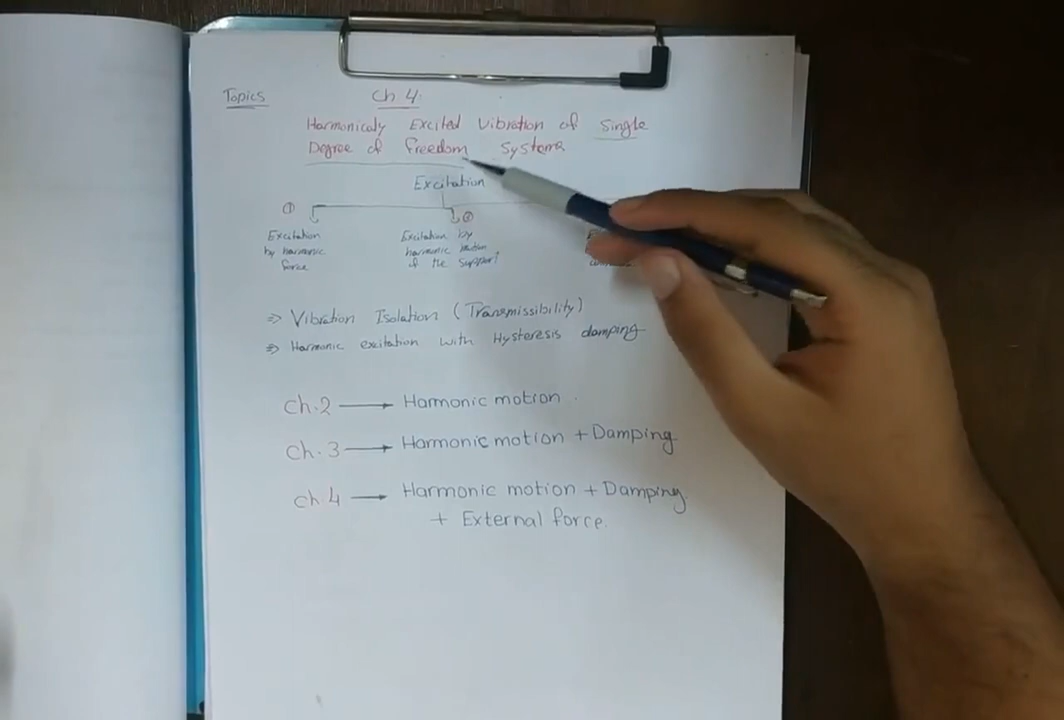 Topics
Ch 4.
Harmonicaly Excited Vibration of Single
Degree of freedom Systems
Excitation
①
②
Excitation
by harmonic
force
Excitation by
harmonic motion
of the support
⇒ Vibration Isolation (Transmissibility)
⇒ Harmonic excitation with Hysteresis damping
Ch.2 → Harmonic motion
Ch.3 → Harmonic motion + Damping
Ch.4 → Harmonic motion + Damping
+ External force.